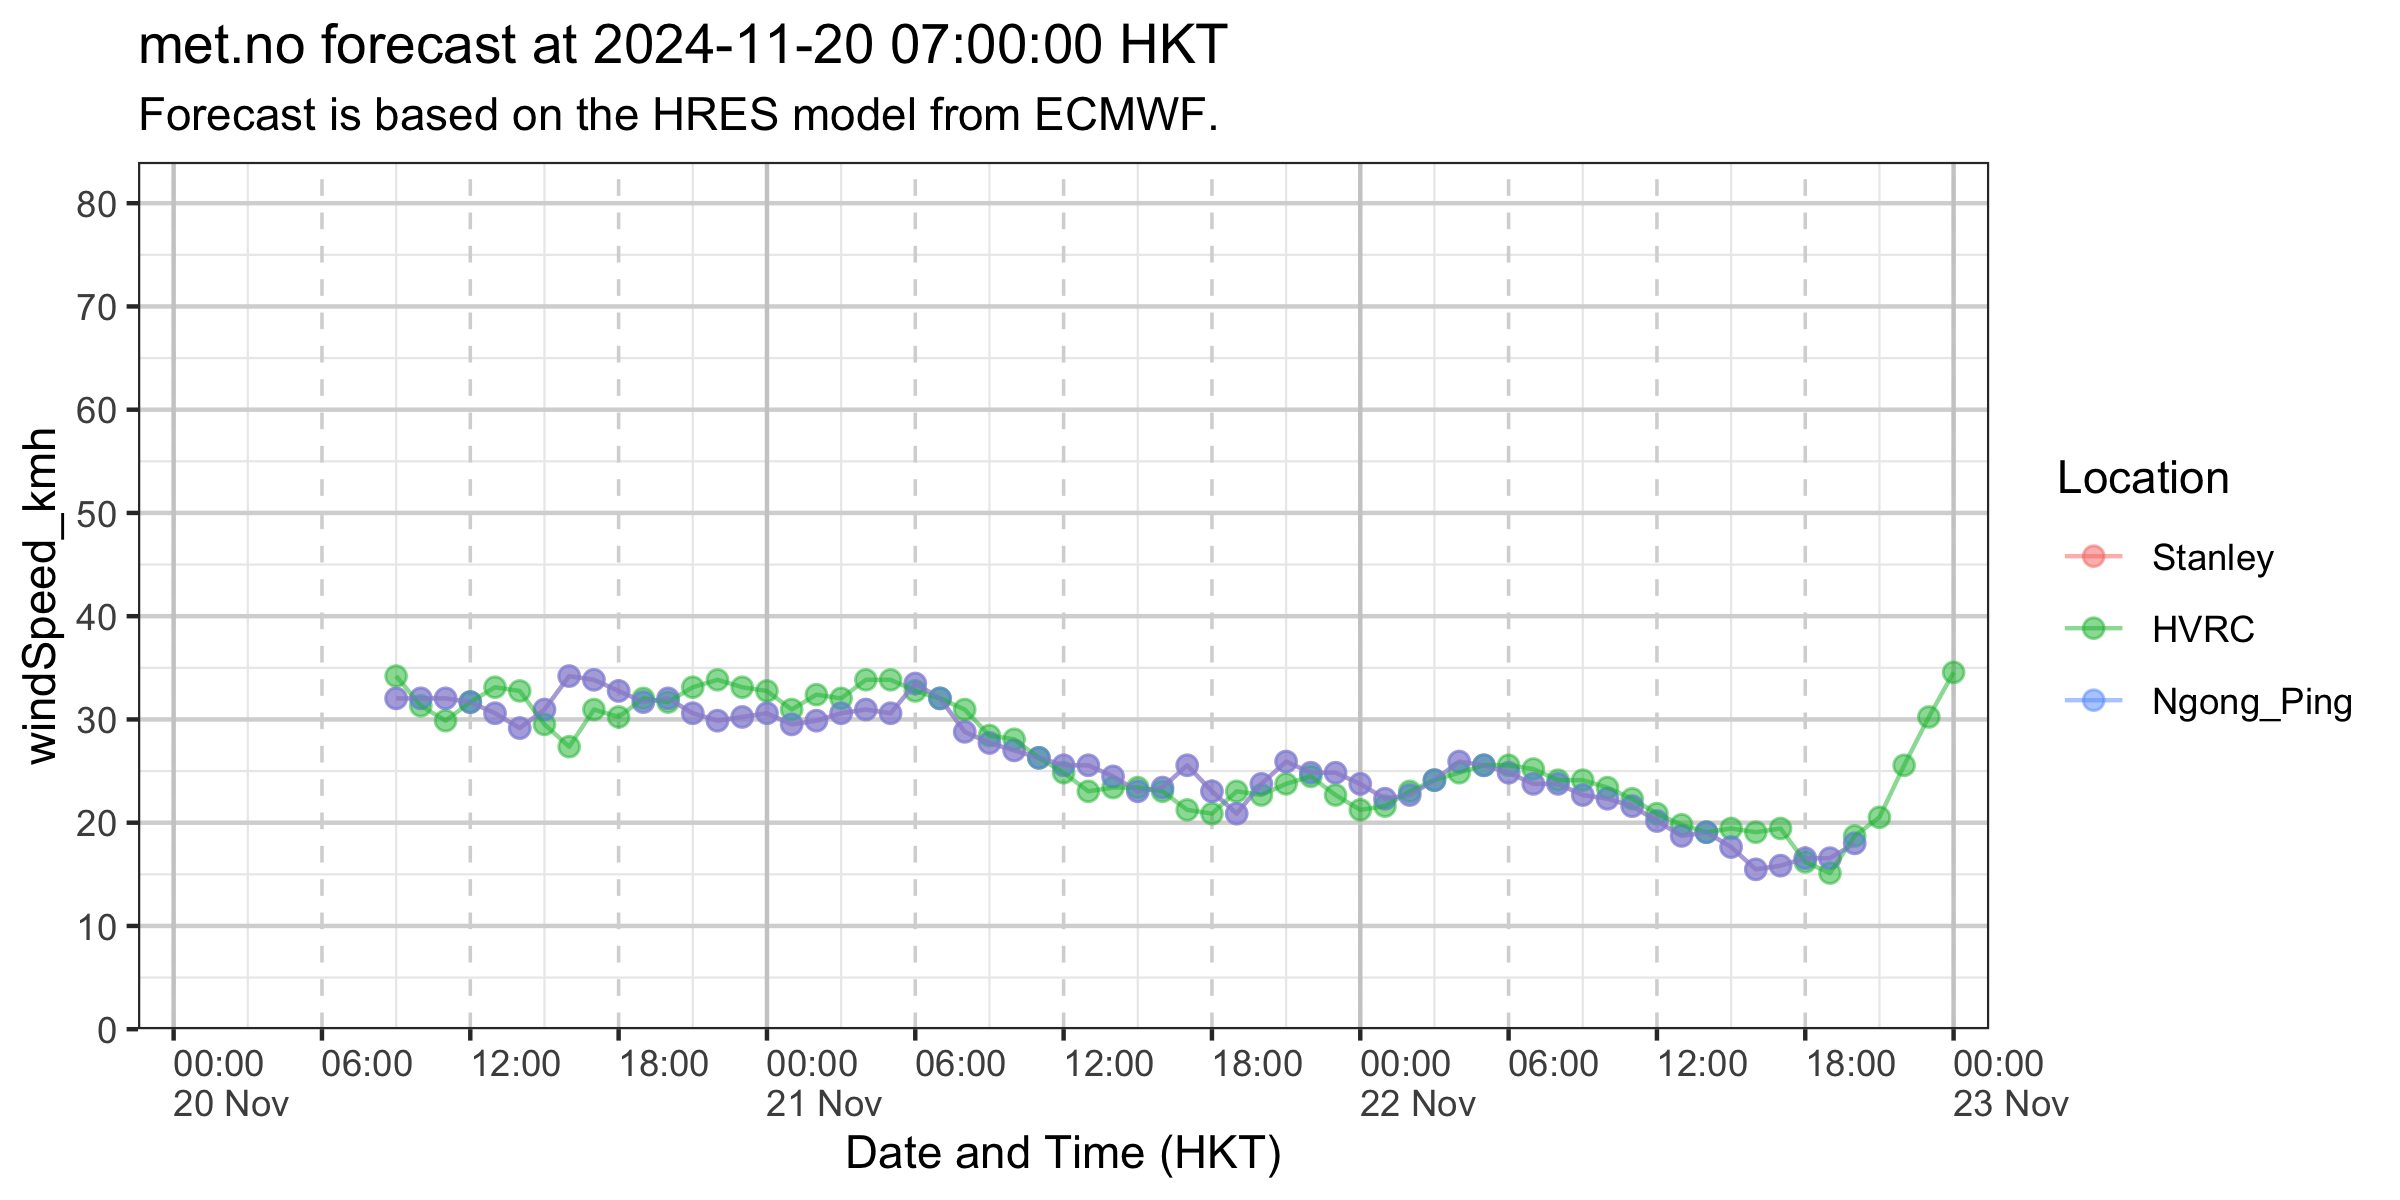 met.no forecast at 2024-11-20 07:00:00 HKT
Forecast is based on the HRES model from ECMWF.
windSpeed_kmh
80
70
60
50
40
30
20
10
0
00:00 06:00 12:00 18:00 00:00 06:00 12:00 18:00 00:00 06:00 12:00 18:00 00:00
20 Nov 21 Nov 22 Nov 23 Nov
Date and Time (HKT)
Location
Stanley
HVRC
Ngong_Ping